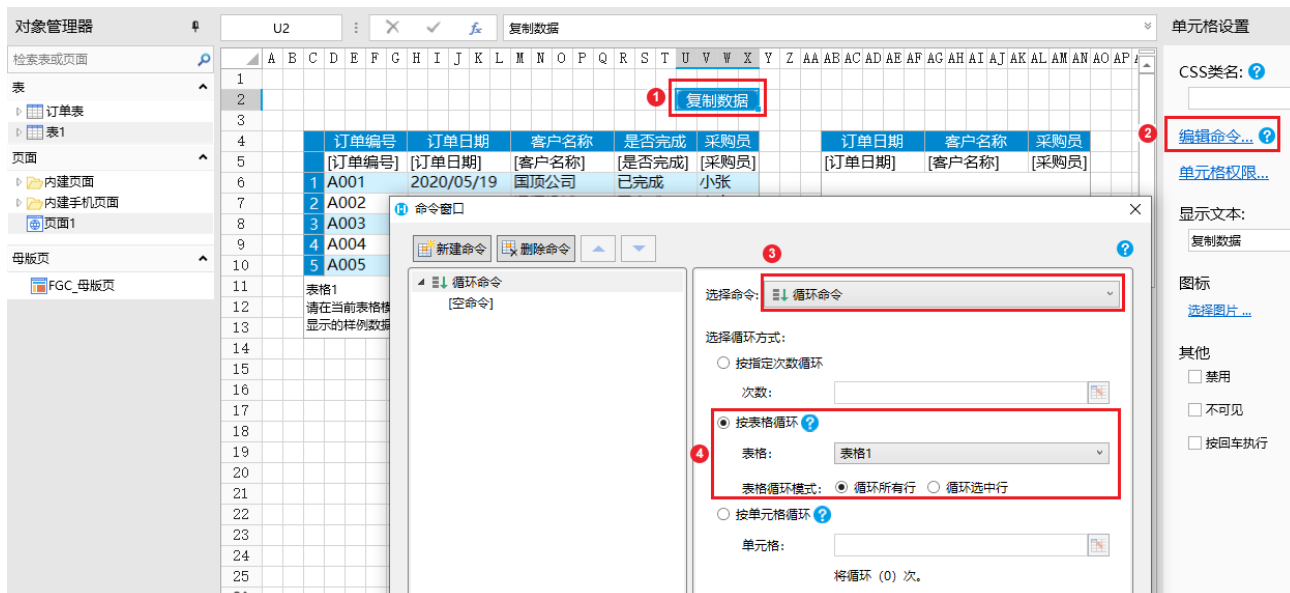 对象管理器
检索表或页面
表
订单表
表1
页面
内建页面
内建手机页面
页面1
母版页
FGC_母版页
U2
fx
复制数据
A B C D E F G H I J K L M N O P Q R S T U V W X Y Z AA AB AC AD AE AF AG AH AI AJ AK AL AM AN AO AP
1
2
3
4
5
6
7
8
9
10
11
12
13
14
15
16
17
18
19
20
21
22
23
24
25
1 复制数据
订单编号 订单日期 客户名称 是否完成 采购员
[订单编号] [订单日期] [客户名称] [是否完成] [采购员]
1 A001 2020/05/19 国顶公司 已完成 小张
2 A002
3 A003
4 A004
5 A005
表格1
请在当前表格模
显示的样例数据
订单日期 客户名称 采购员
[订单日期] [客户名称] [采购员]
命令窗口
新建命令 删除命令
循环命令
[空命令]
3
选择命令: 循环命令
选择循环方式:
按指定次数循环
次数:
4
按表格循环
表格: 表格1
表格循环模式: 循环所有行 循环选中行
按单元格循环
单元格:
将循环（0）次。
单元格设置
CSS类名:
2
编辑命令...
单元格权限...
显示文本:
复制数据
图标
选择图片 ...
其他
禁用
不可见
按回车执行